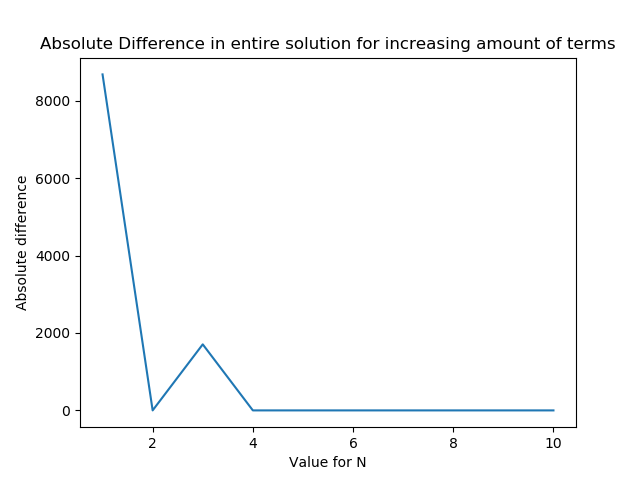 Absolute Difference in entire solution for increasing amount of terms
Absolute difference
8000
6000
4000
2000
0
2 4 6 8 10
Value for N